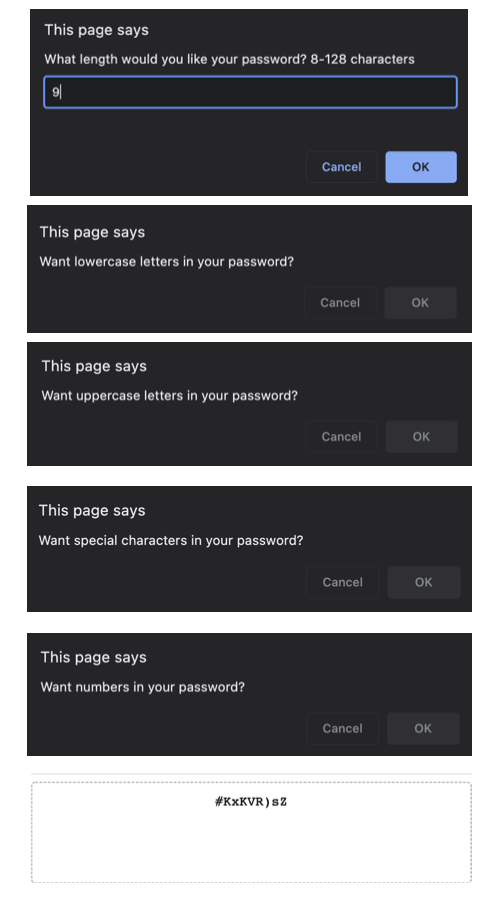 This page says
What length would you like your password? 8-128 characters
9
Cancel OK
This page says
Want lowercase letters in your password?
Cancel OK
This page says
Want uppercase letters in your password?
Cancel OK
This page says
Want special characters in your password?
Cancel OK
This page says
Want numbers in your password?
Cancel OK
#KxKVR)sZ